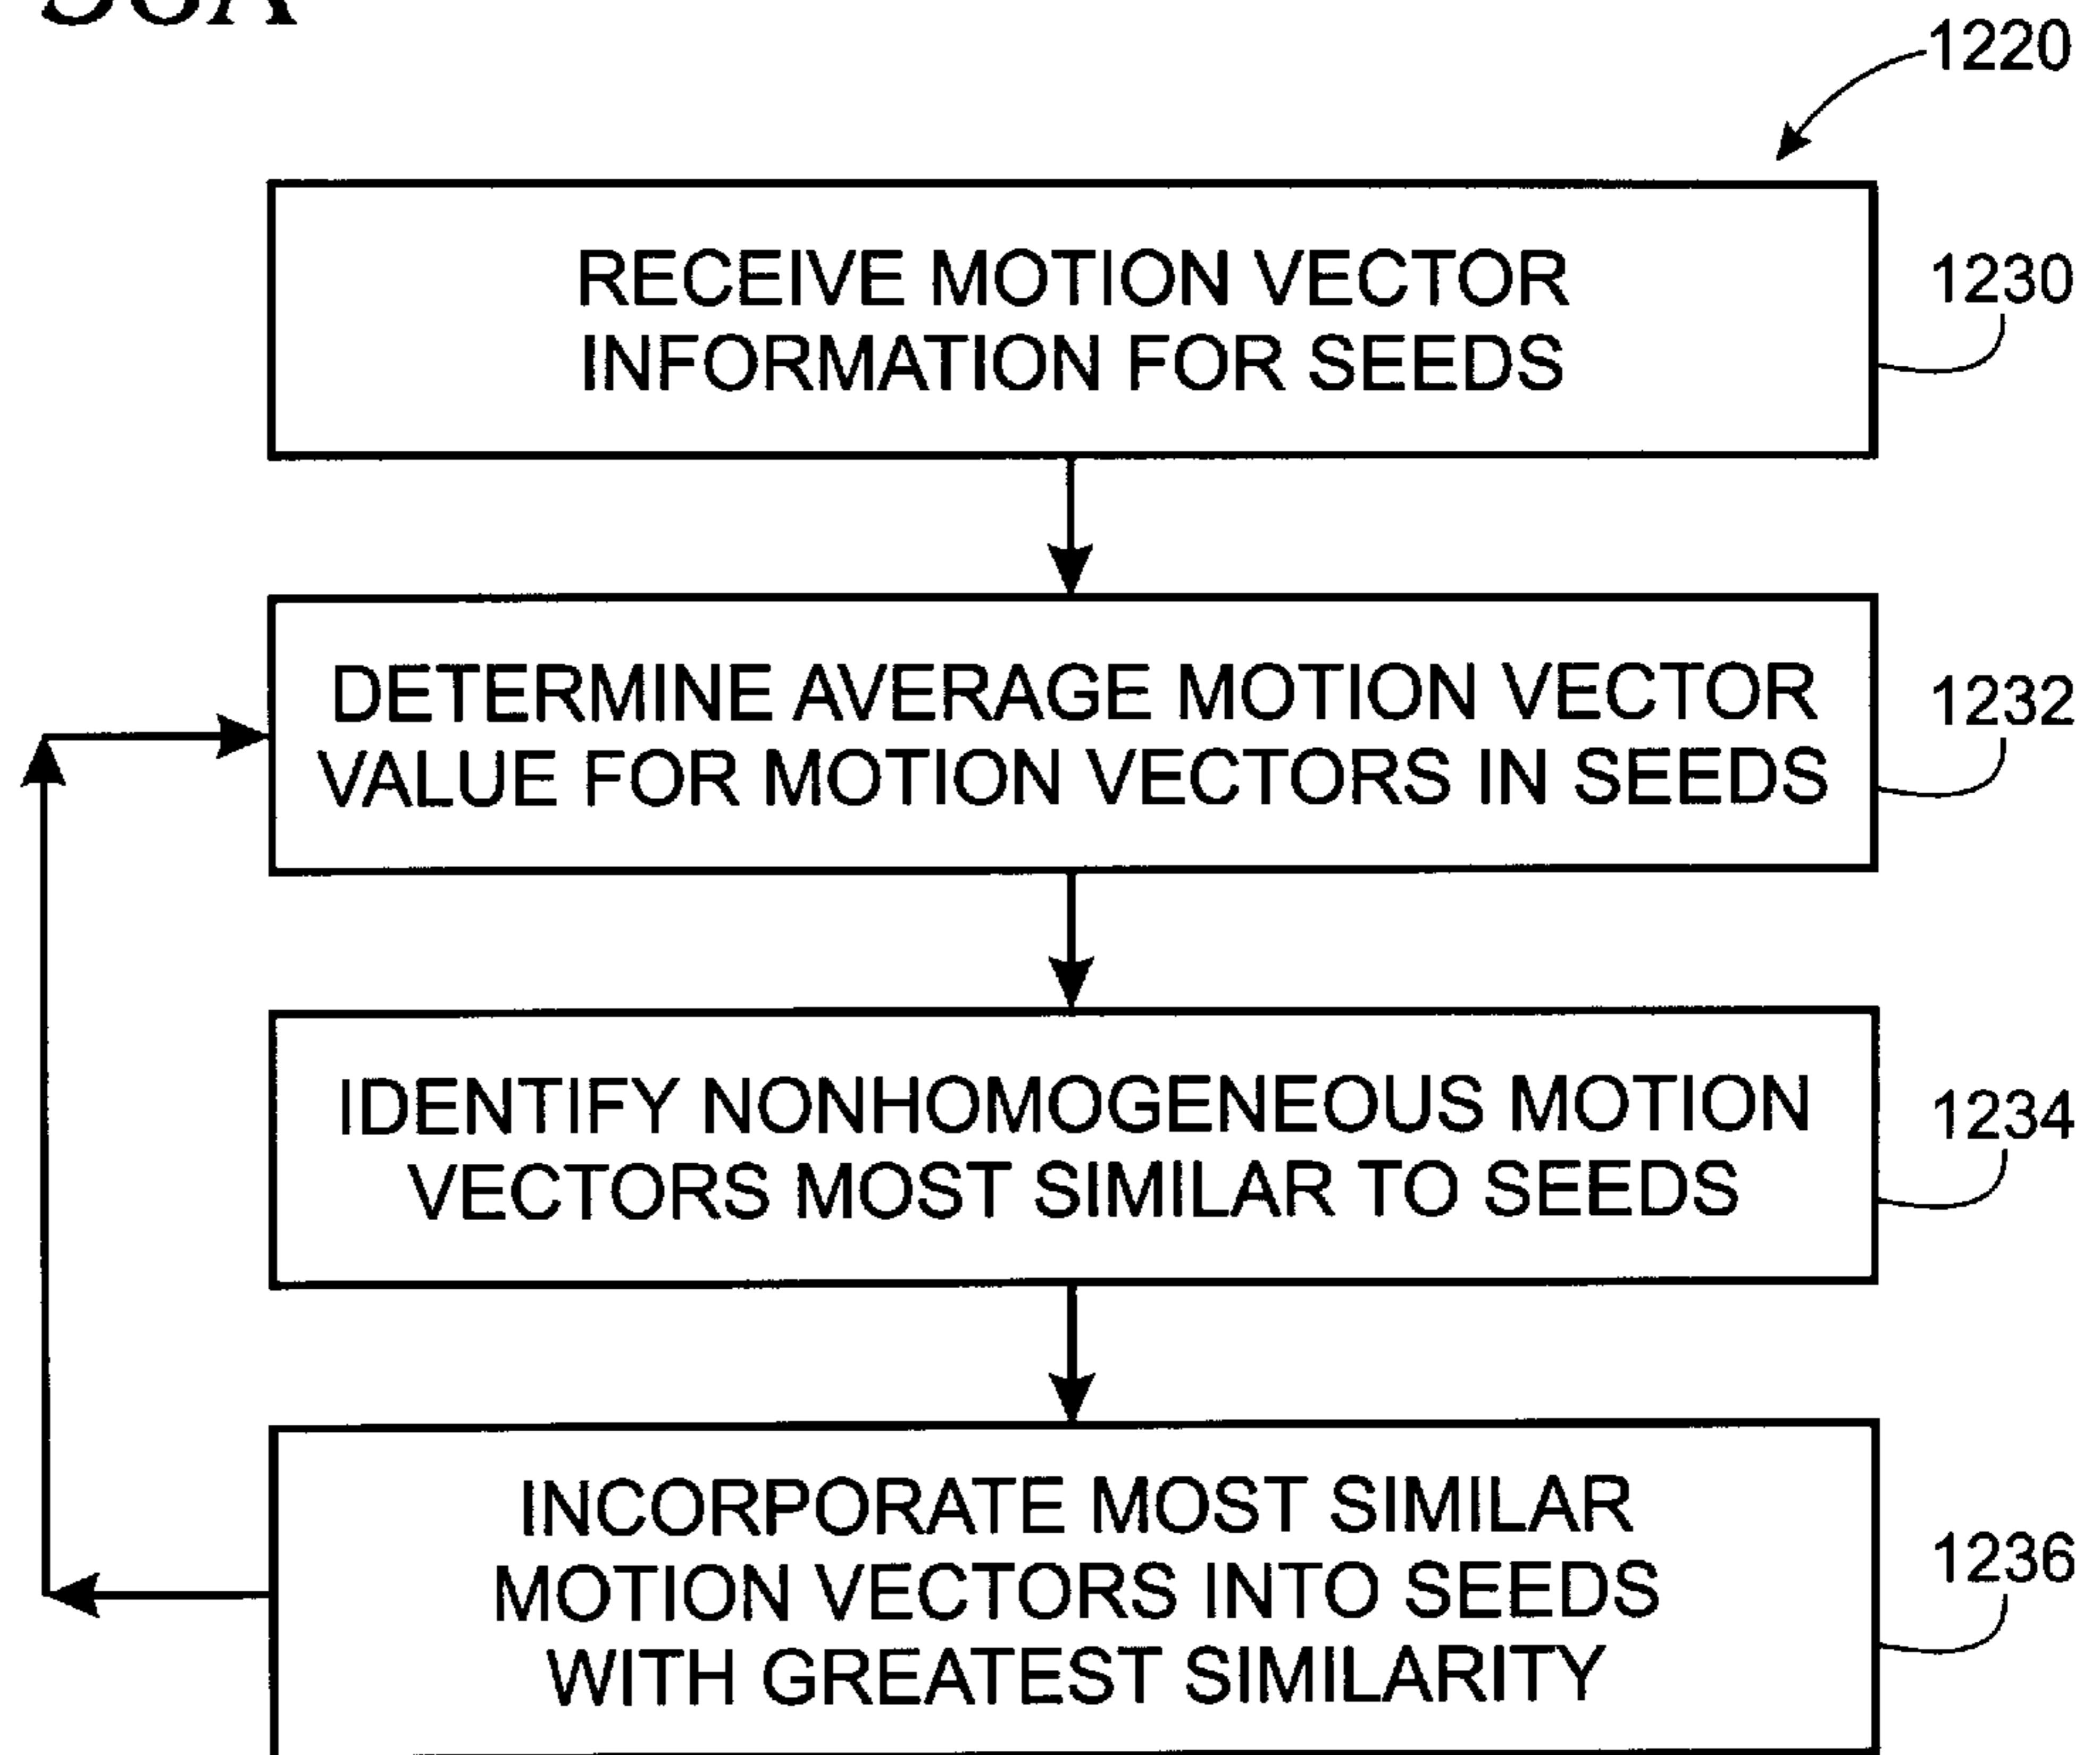 1220
RECEIVE MOTION VECTOR
INFORMATION FOR SEEDS
1230
DETERMINE AVERAGE MOTION VECTOR
VALUE FOR MOTION VECTORS IN SEEDS
1232
IDENTIFY NONHOMOGENEOUS MOTION
VECTORS MOST SIMILAR TO SEEDS
1234
INCORPORATE MOST SIMILAR
MOTION VECTORS INTO SEEDS
WITH GREATEST SIMILARITY
1236